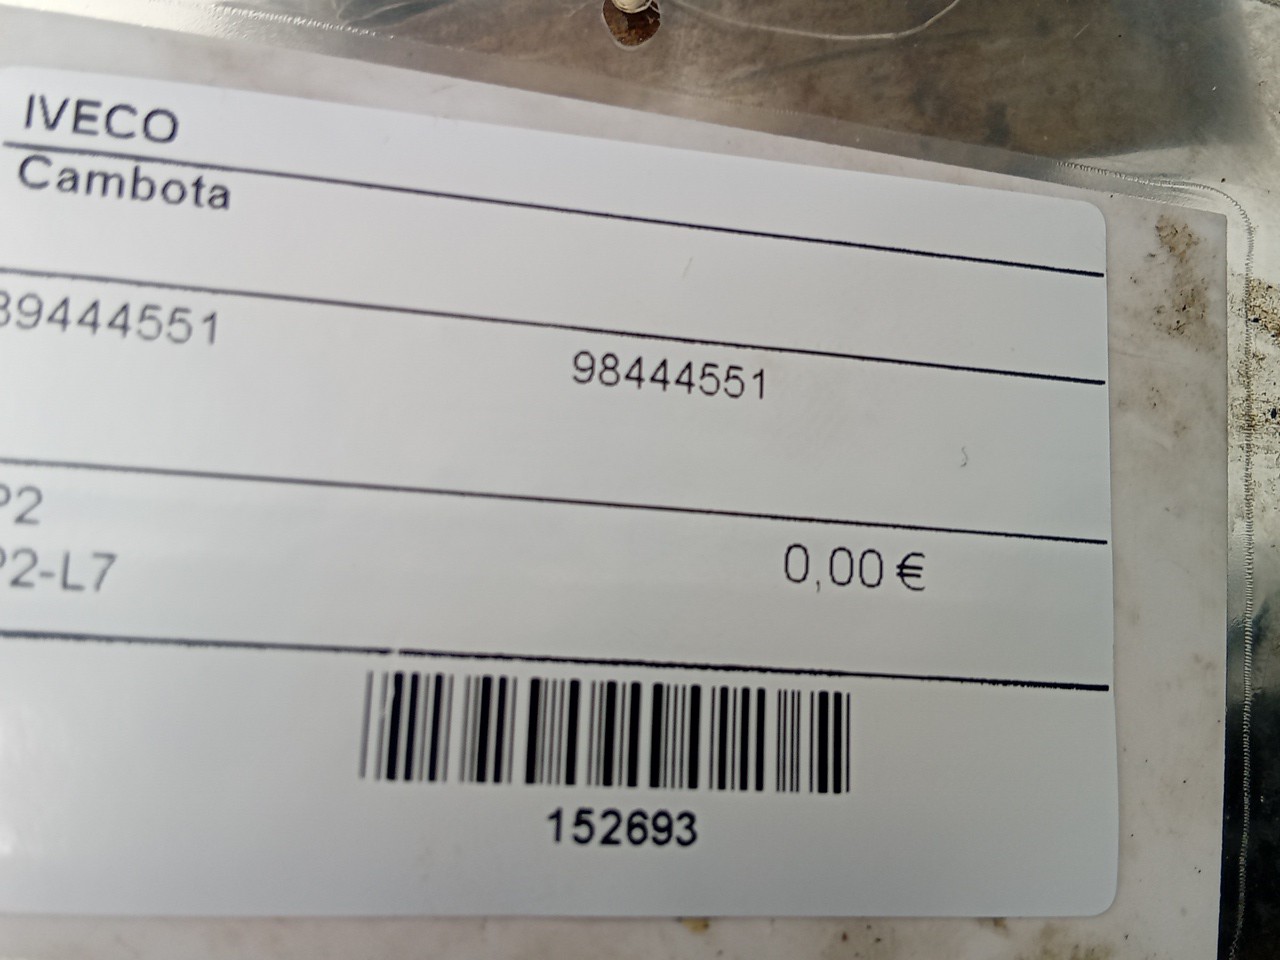 IVECO
Cambota
39444551 98444551
P2
P2-L7 0,00 €
152693